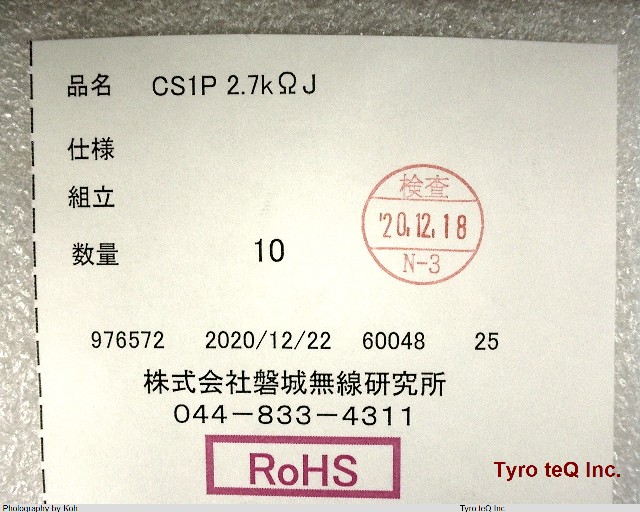 品名 CS1P 2.7kΩJ
仕様
組立
検査
'20.12.18
N-3
数量 10
976572 2020/12/22 60048 25
株式会社磐城無線研究所
044-833-4311
RoHS
Tyro teQ Inc.
Photography by Koh Tyro teQ Inc